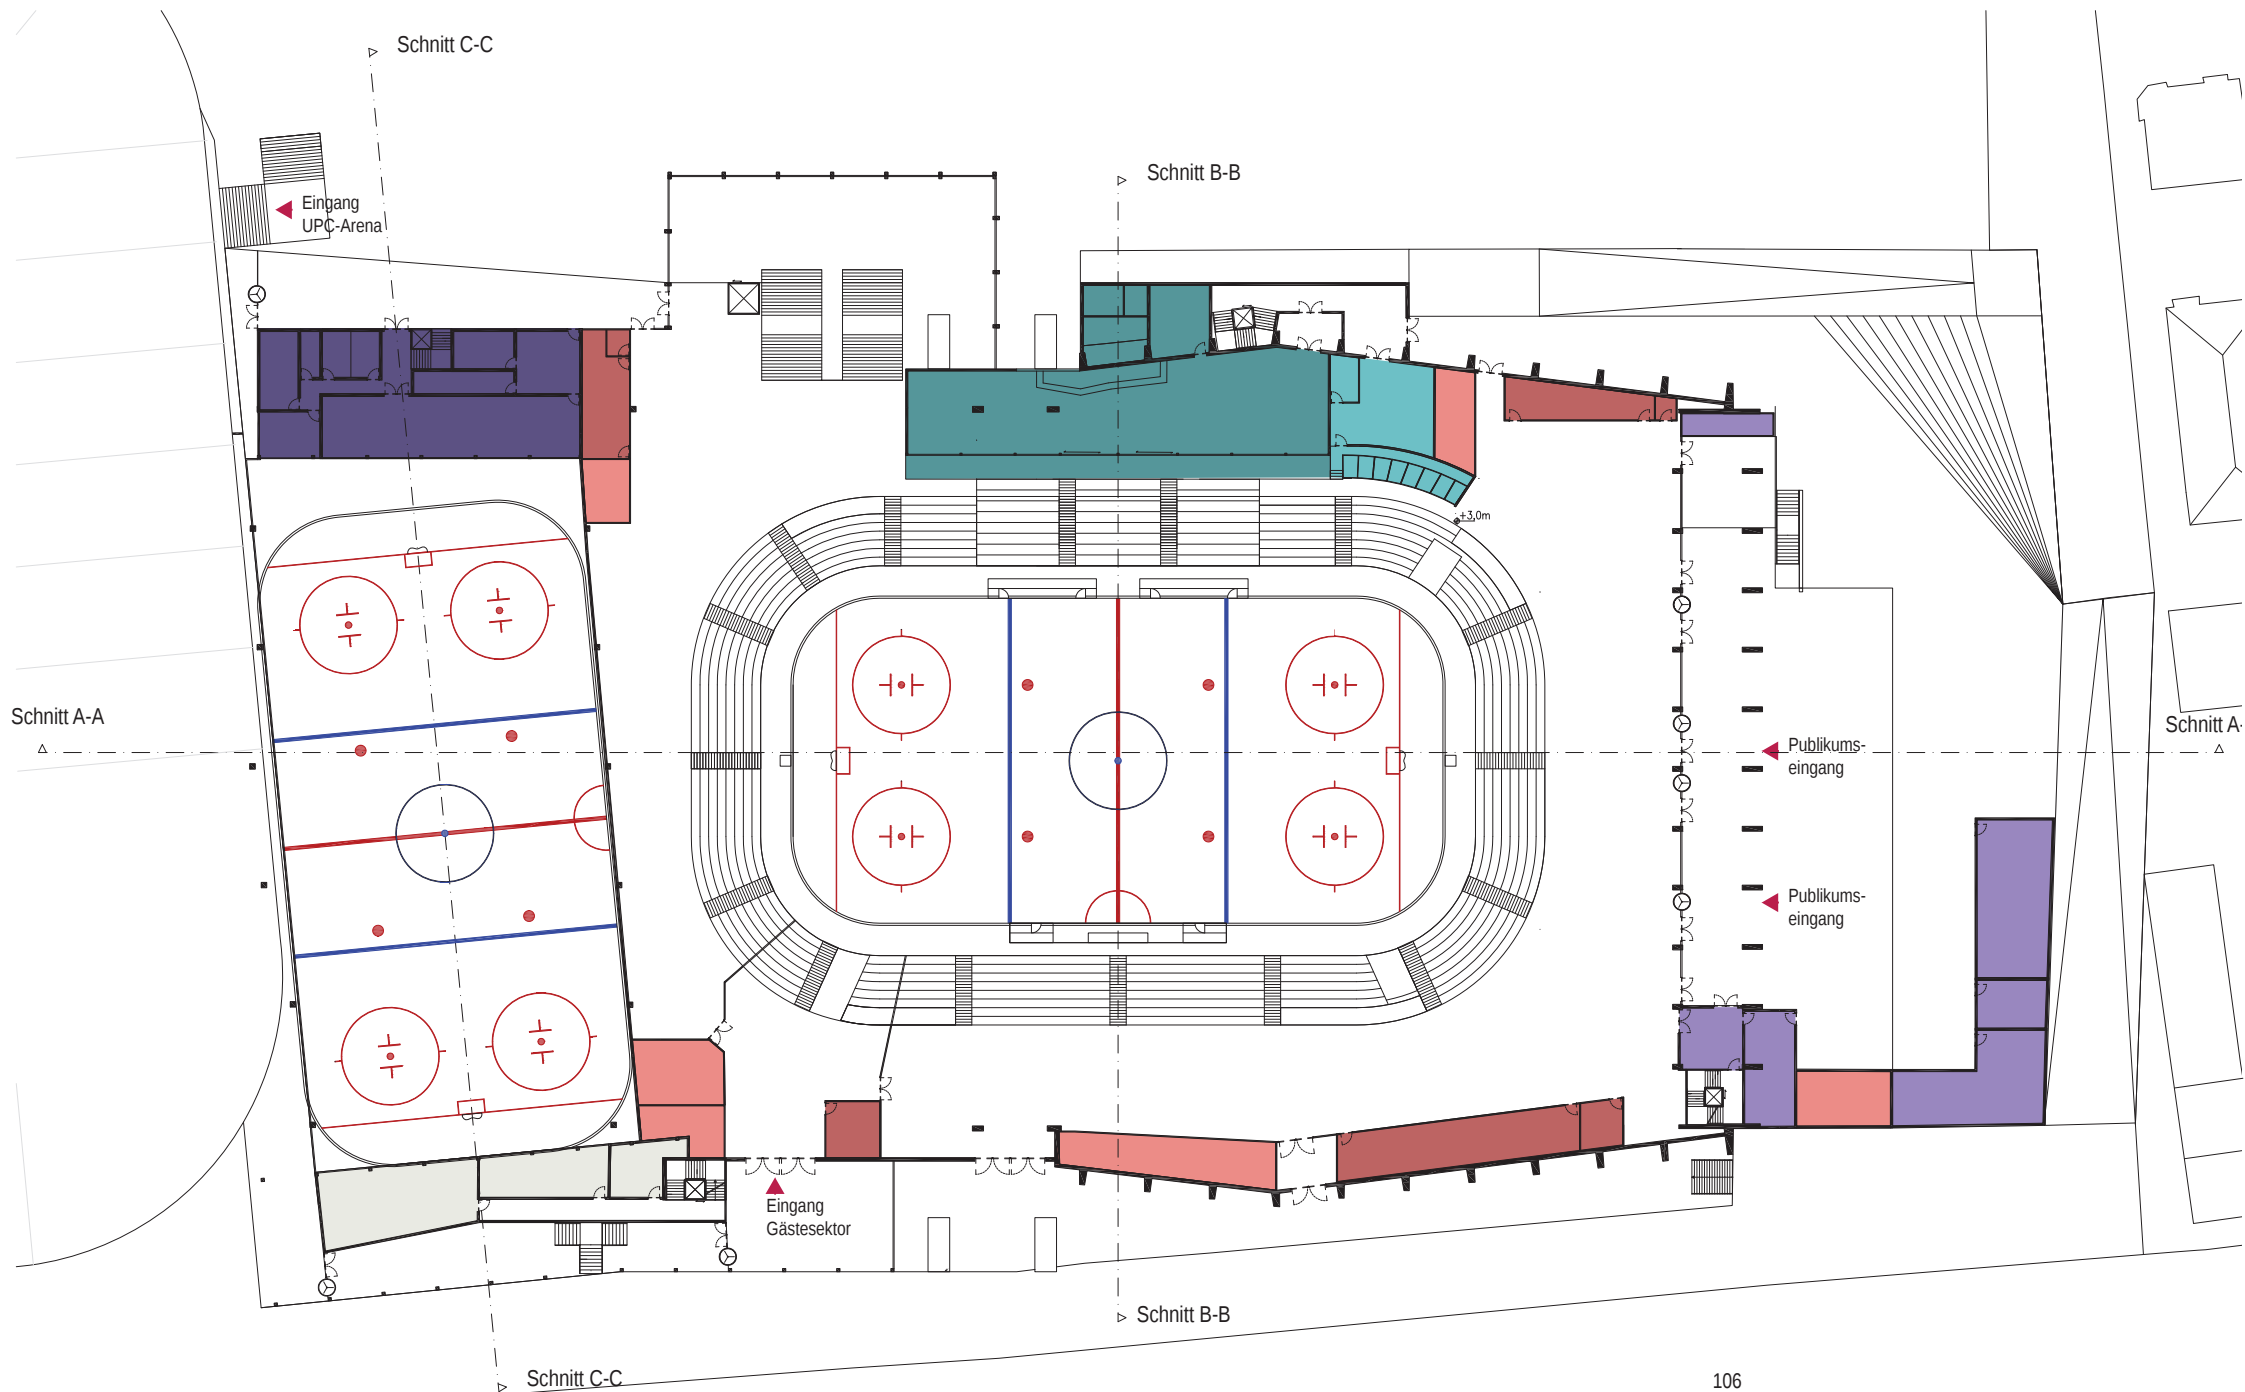 Schnitt C-C
Schnitt B-B
Eingang
UPC-Arena
+3,0m
Schnitt A-A
Schnitt A-
Publikums-
eingang
Publikums-
eingang
Eingang
Gästesektor
Schnitt B-B
Schnitt C-C
106